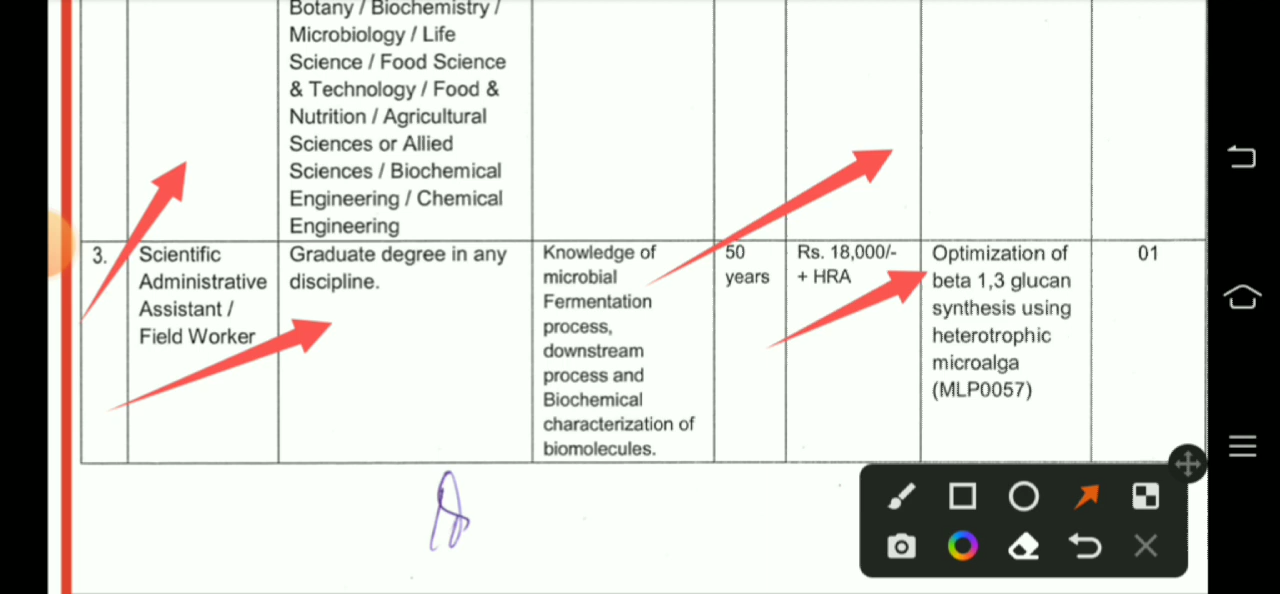 Botany / Biochemistry /
Microbiology / Life
Science / Food Science
& Technology / Food &
Nutrition / Agricultural
Sciences or Allied
Sciences / Biochemical
Engineering / Chemical
Engineering
3.
Scientific
Administrative
Assistant /
Field Worker
Graduate degree in any
discipline.
Knowledge of
microbial
Fermentation
process,
downstream
process and
Biochemical
characterization of
biomolecules.
50
years
Rs. 18,000/-
+ HRA
Optimization of
beta 1,3 glucan
synthesis using
heterotrophic
microalga
(MLP0057)
01